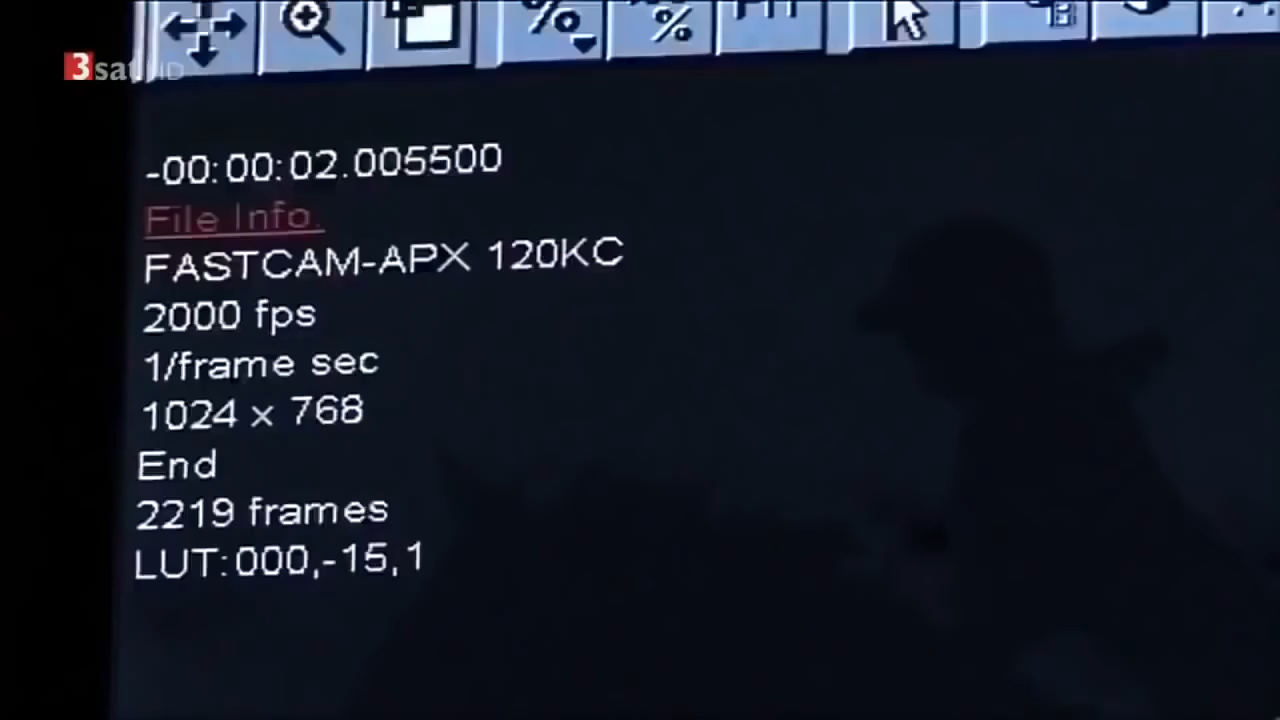 3sat HD
-00:00:02.005500
File Info.
FASTCAM-APX 120KC
2000 fps
1/frame sec
1024 x 768
End
2219 frames
LUT:000,-15,1